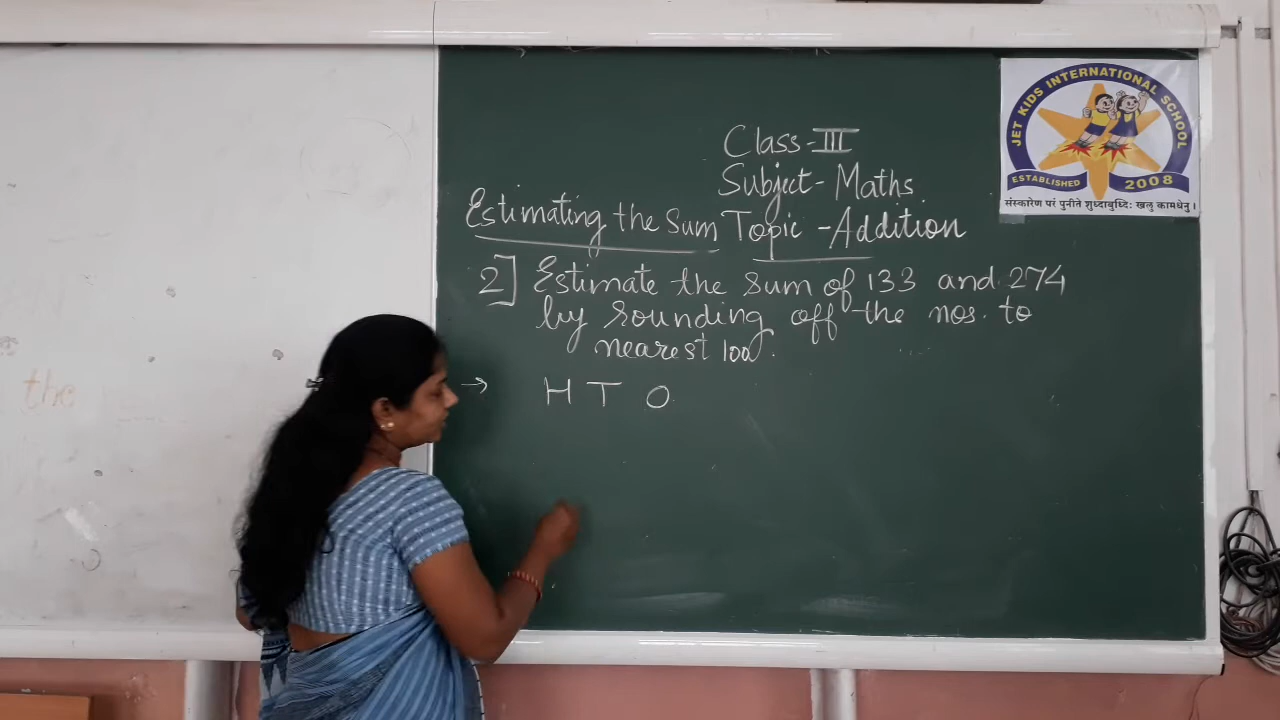 JET KIDS INTERNATIONAL SCHOOL
ESTABLISHED 2008
संस्कारेण परं पुनीते शुध्दाबुध्दिः खलु कामधेनु।
Class-III
Subject-Maths
Estimating the Sum Topic-Addition
2] Estimate the sum of 133 and 274
by rounding off the nos. to
nearest 100.
→ H T O
the